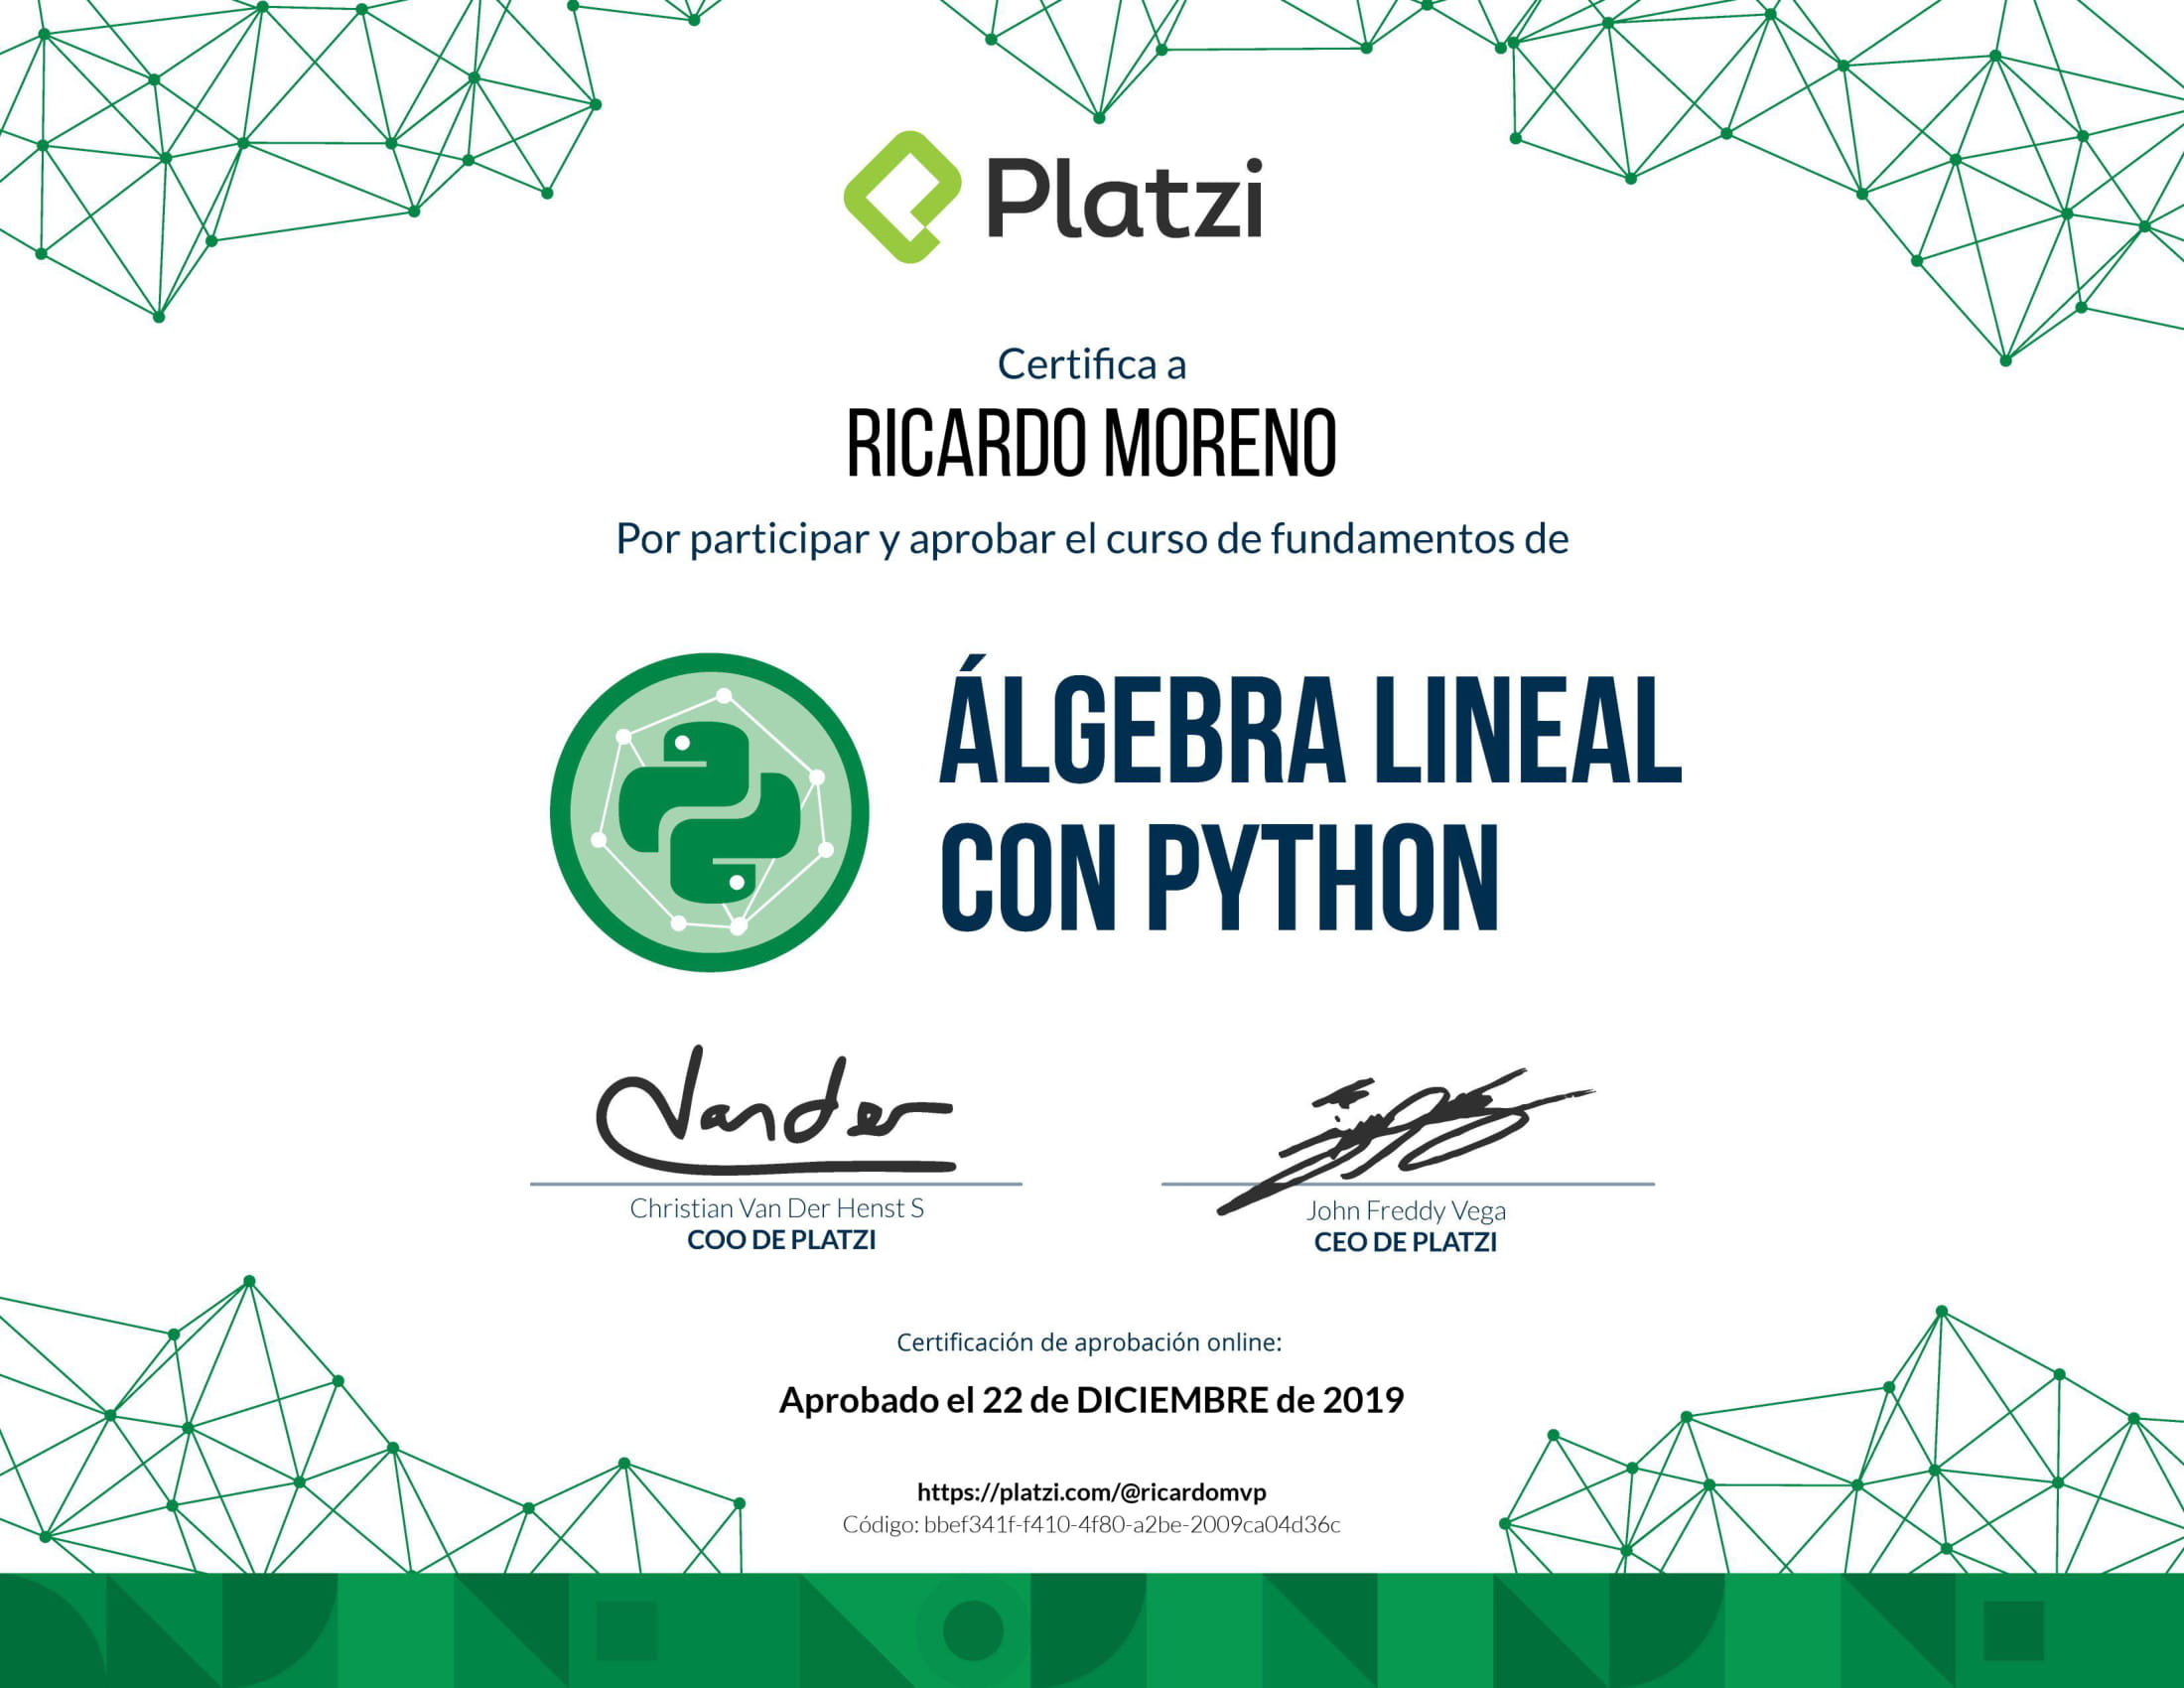 Platzi
Certifica a
RICARDO MORENO
Por participar y aprobar el curso de fundamentos de
ÁLGEBRA LINEAL
CON PYTHON
Vander
Christian Van Der Henst S
COO DE PLATZI
John Freddy Vega
CEO DE PLATZI
Certificación de aprobación online:
Aprobado el 22 de DICIEMBRE de 2019
https://platzi.com/@ricardomvp
Código: bbef341f-f410-4f80-a2be-2009ca04d36c